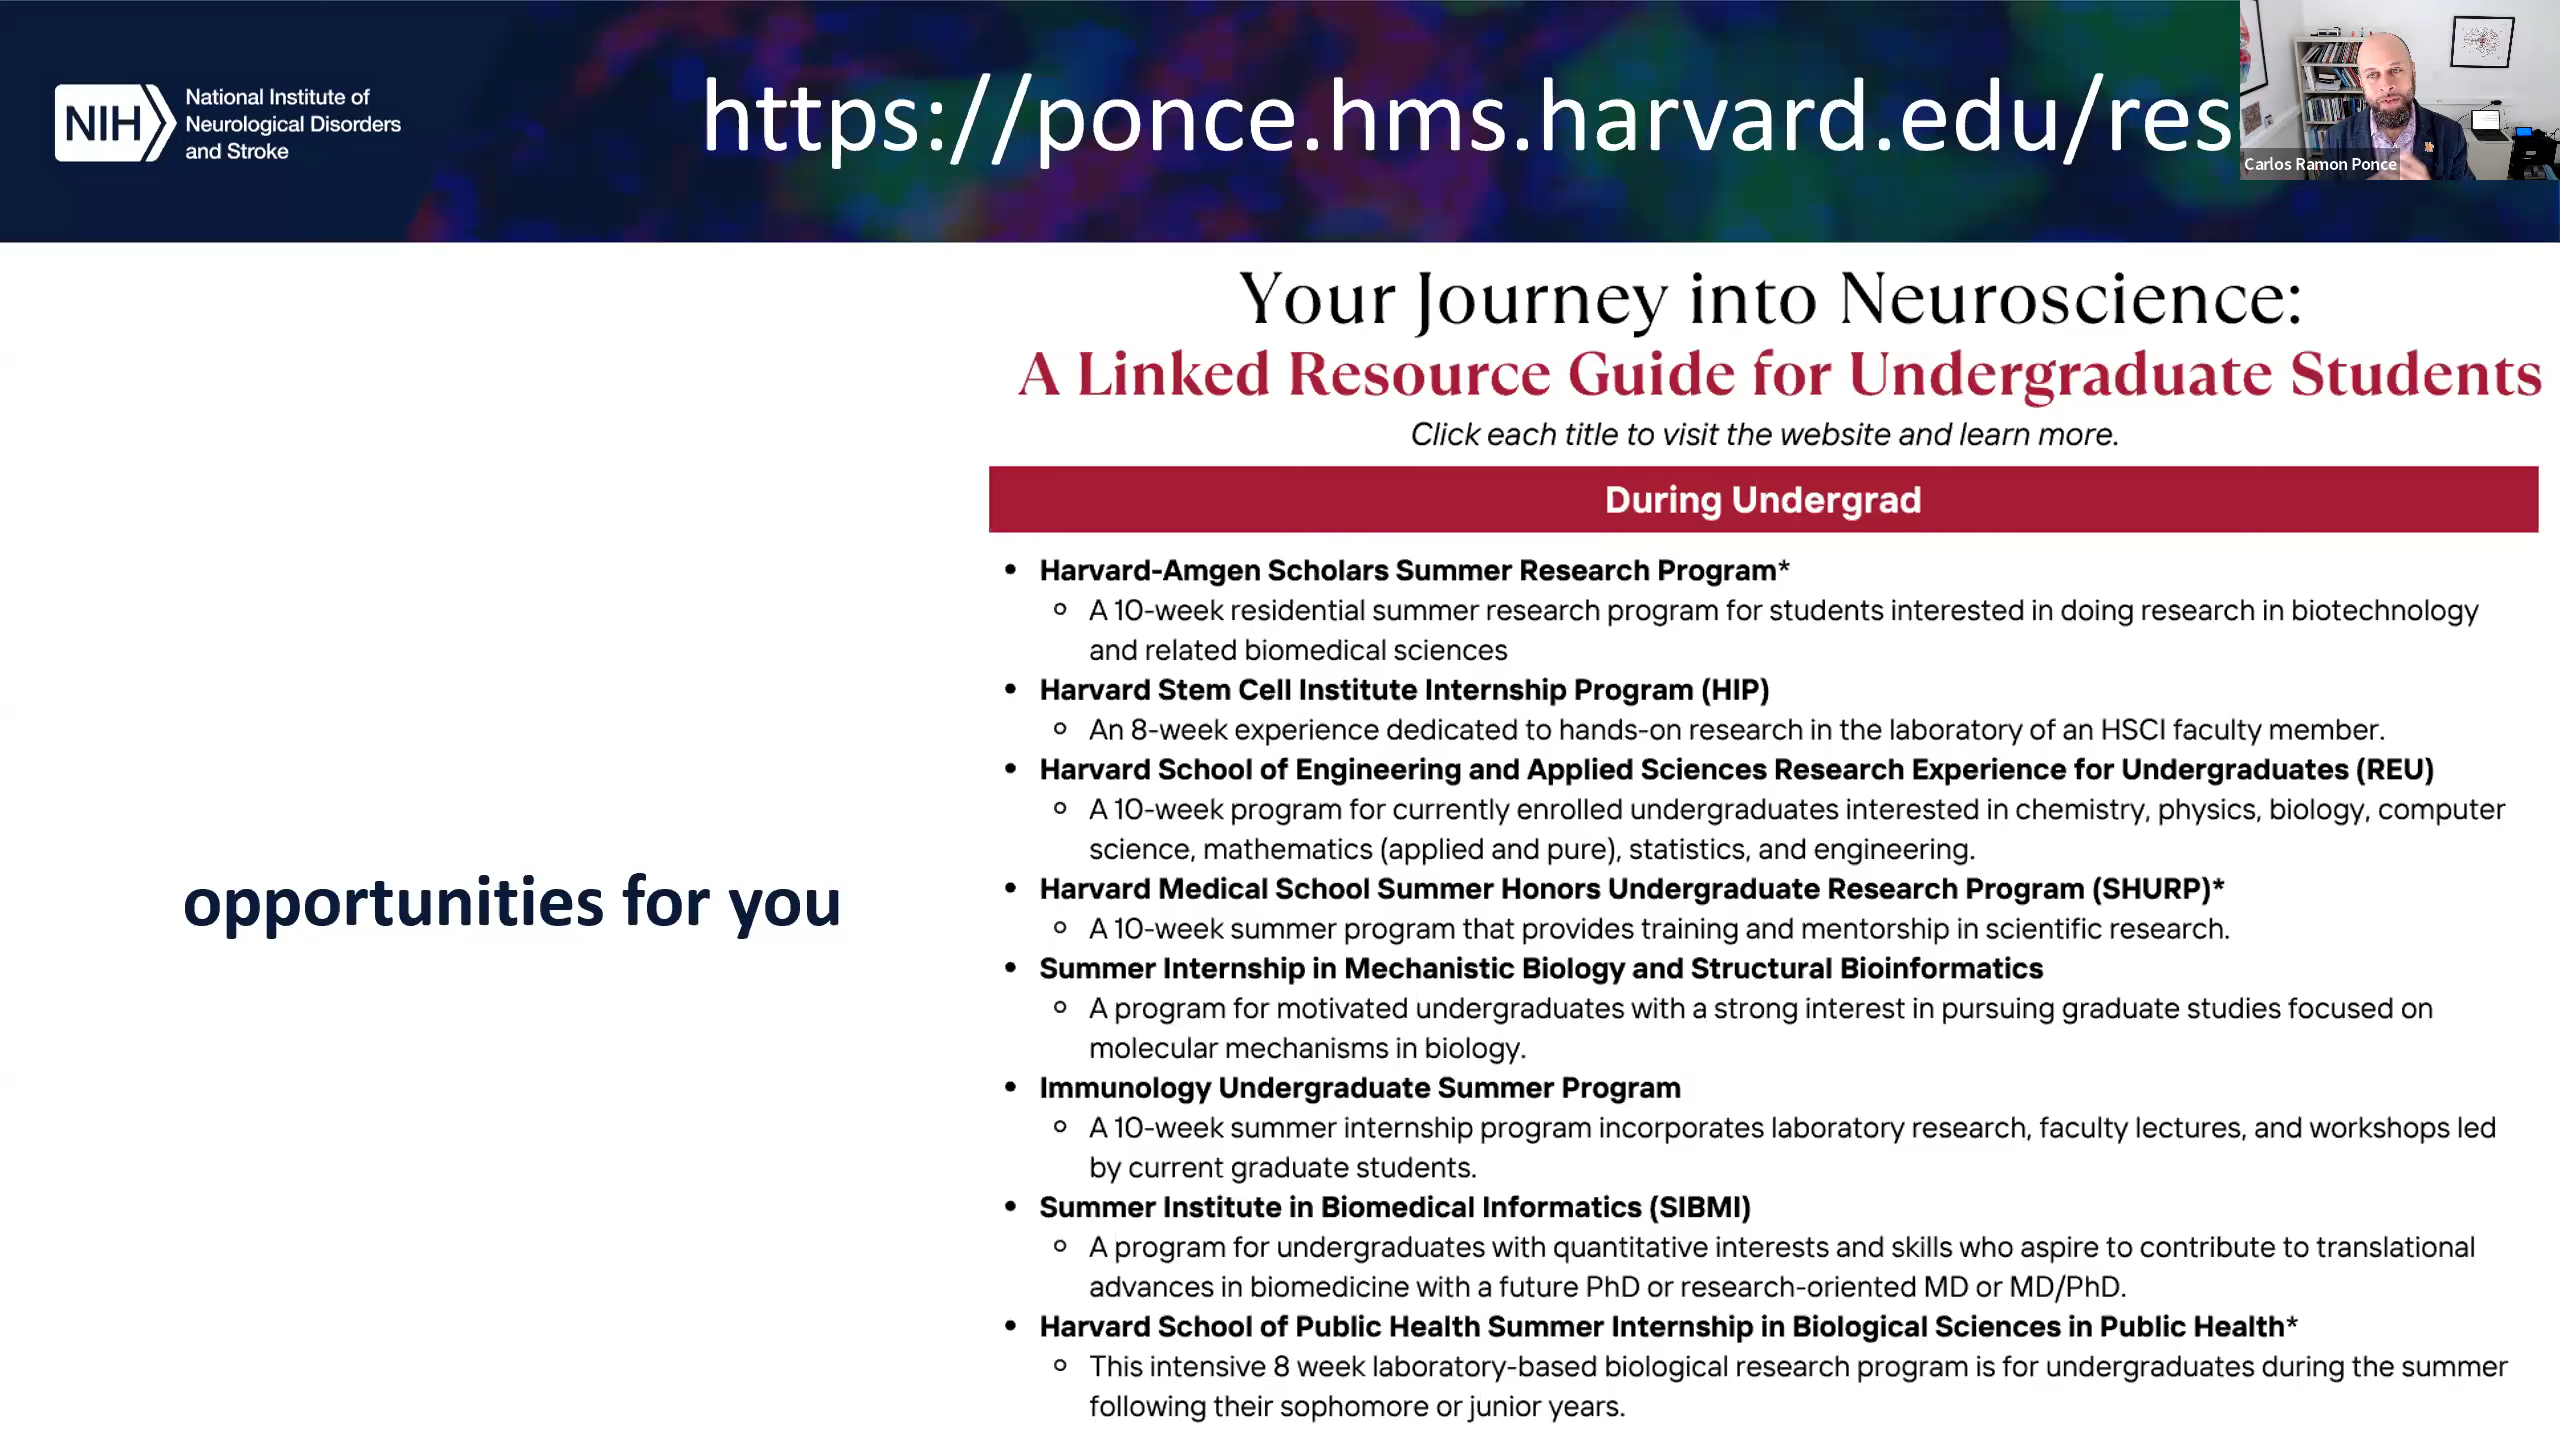 NIH
National Institute of
Neurological Disorders
and Stroke
https://ponce.hms.harvard.edu/res
Carlos Ramon Ponce
opportunities for you
Your Journey into Neuroscience:
A Linked Resource Guide for Undergraduate Students
Click each title to visit the website and learn more.
During Undergrad
• Harvard-Amgen Scholars Summer Research Program*
○ A 10-week residential summer research program for students interested in doing research in biotechnology
and related biomedical sciences
• Harvard Stem Cell Institute Internship Program (HIP)
○ An 8-week experience dedicated to hands-on research in the laboratory of an HSCI faculty member.
• Harvard School of Engineering and Applied Sciences Research Experience for Undergraduates (REU)
○ A 10-week program for currently enrolled undergraduates interested in chemistry, physics, biology, computer
science, mathematics (applied and pure), statistics, and engineering.
• Harvard Medical School Summer Honors Undergraduate Research Program (SHURP)*
○ A 10-week summer program that provides training and mentorship in scientific research.
• Summer Internship in Mechanistic Biology and Structural Bioinformatics
○ A program for motivated undergraduates with a strong interest in pursuing graduate studies focused on
molecular mechanisms in biology.
• Immunology Undergraduate Summer Program
○ A 10-week summer internship program incorporates laboratory research, faculty lectures, and workshops led
by current graduate students.
• Summer Institute in Biomedical Informatics (SIBMI)
○ A program for undergraduates with quantitative interests and skills who aspire to contribute to translational
advances in biomedicine with a future PhD or research-oriented MD or MD/PhD.
• Harvard School of Public Health Summer Internship in Biological Sciences in Public Health*
○ This intensive 8 week laboratory-based biological research program is for undergraduates during the summer
following their sophomore or junior years.